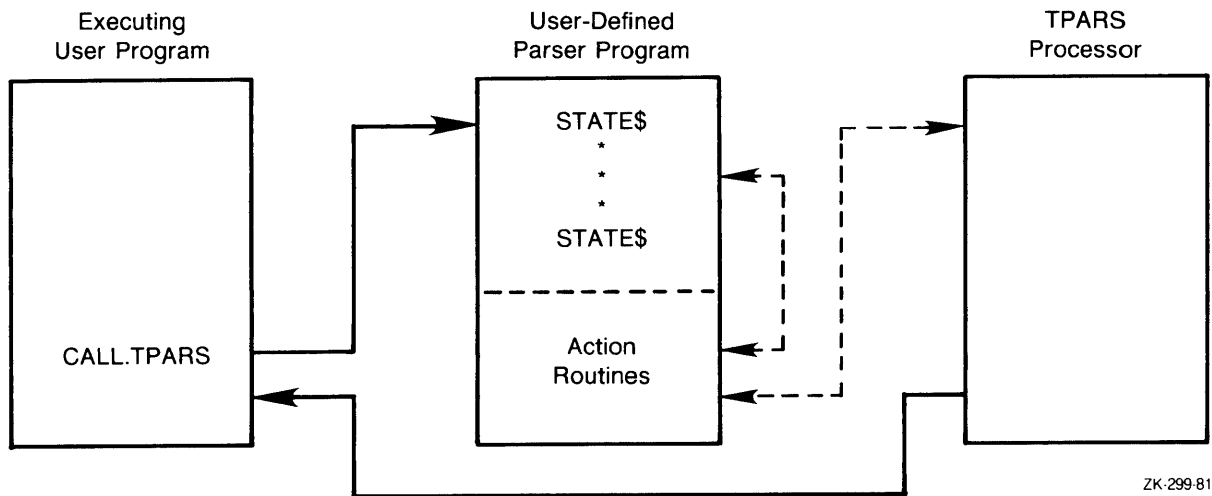 Executing
User Program
User-Defined
Parser Program
TPARS
Processor
STATE$
*
*
*
STATE$
CALL.TPARS
Action
Routines
ZK-299-81